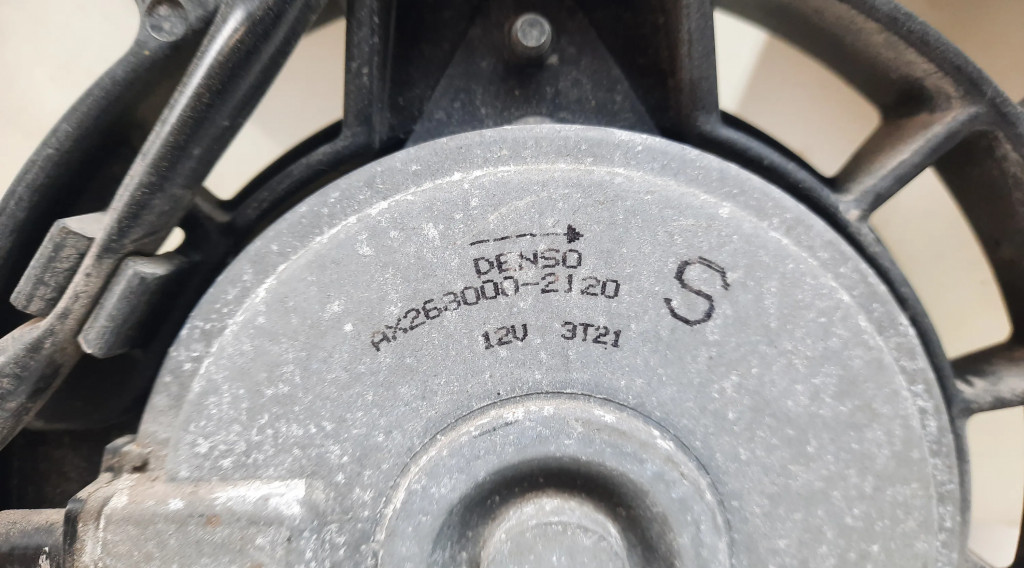 DENSO
AX268000-2120
12V 3T21
S